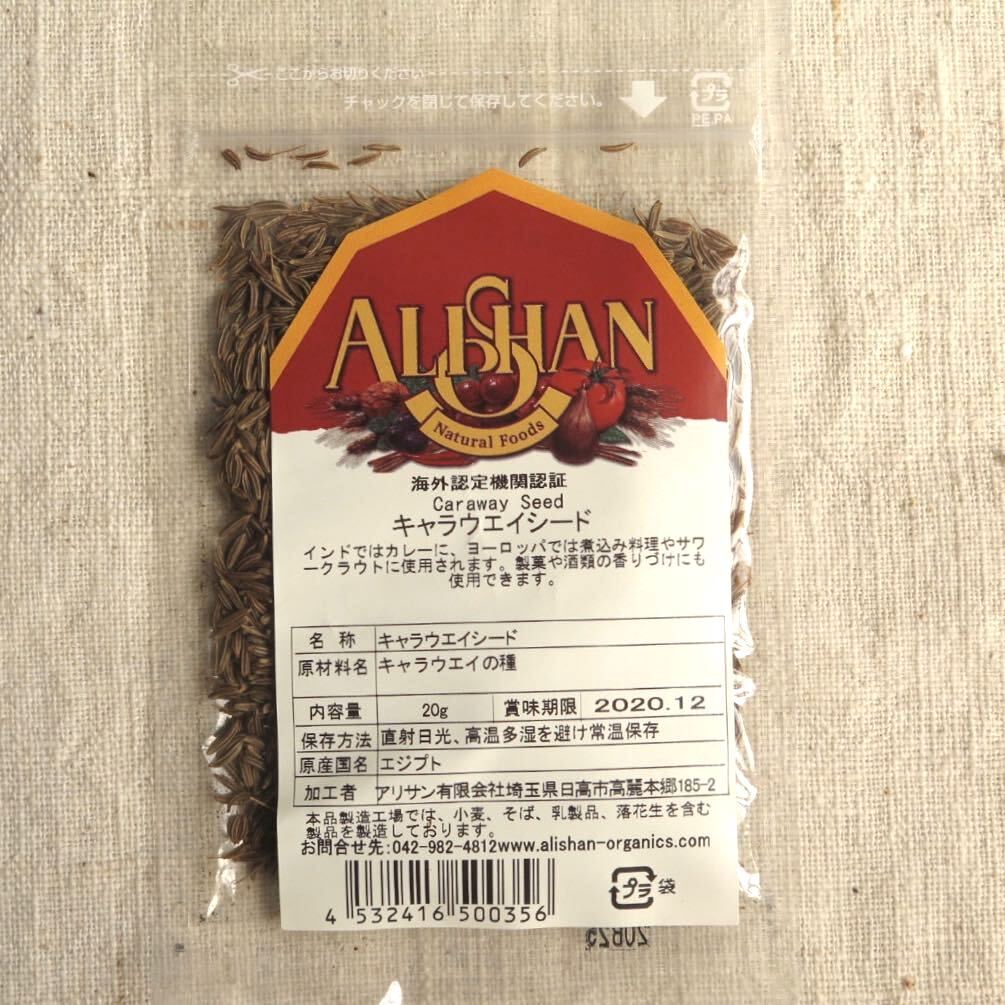 ここからお切りください
チャックを閉じて保存してください。
プラ
PE,PA
ALISHAN
Natural Foods
海外認定機関認証
Caraway Seed
キャラウエイシード
インドではカレーに、ヨーロッパでは煮込み料理やサワ
ークラウトに使用されます。製菓や酒類の香りづけにも
使用できます。
名 称 キャラウエイシード
原材料名 キャラウエイの種
内容量 20g 賞味期限 2020.12
保存方法 直射日光、高温多湿を避け常温保存
原産国名 エジプト
加工者 アリサン有限会社埼玉県日高市高麗本郷185-2
本品製造工場では、小麦、そば、乳製品、落花生を含む
製品を製造しております。
お問合せ先:042-982-4812www.alishan-organics.com
プラ 袋
4 532416 500356